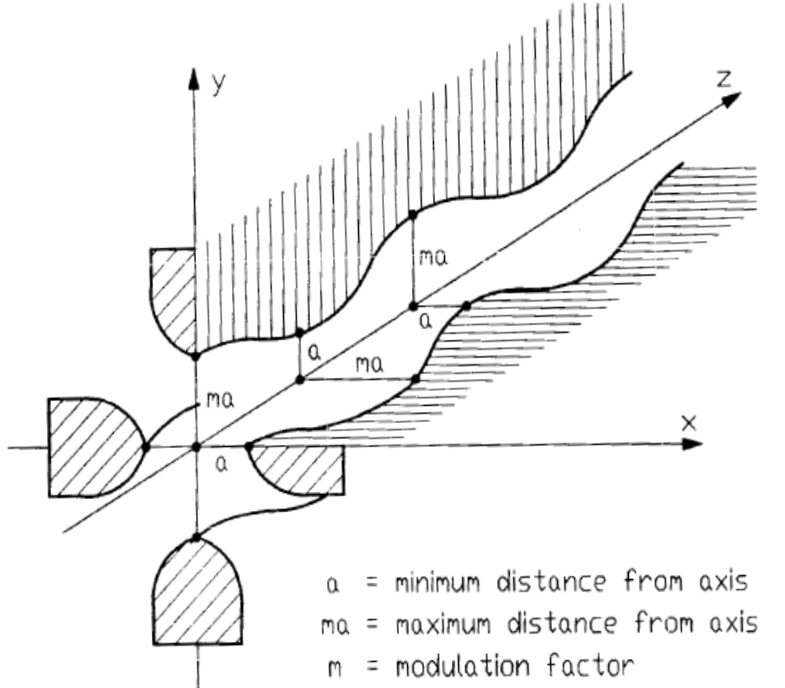 y
z
ma
a
a
ma
ma
x
a
a = minimum distance from axis
ma = maximum distance from axis
m = modulation factor